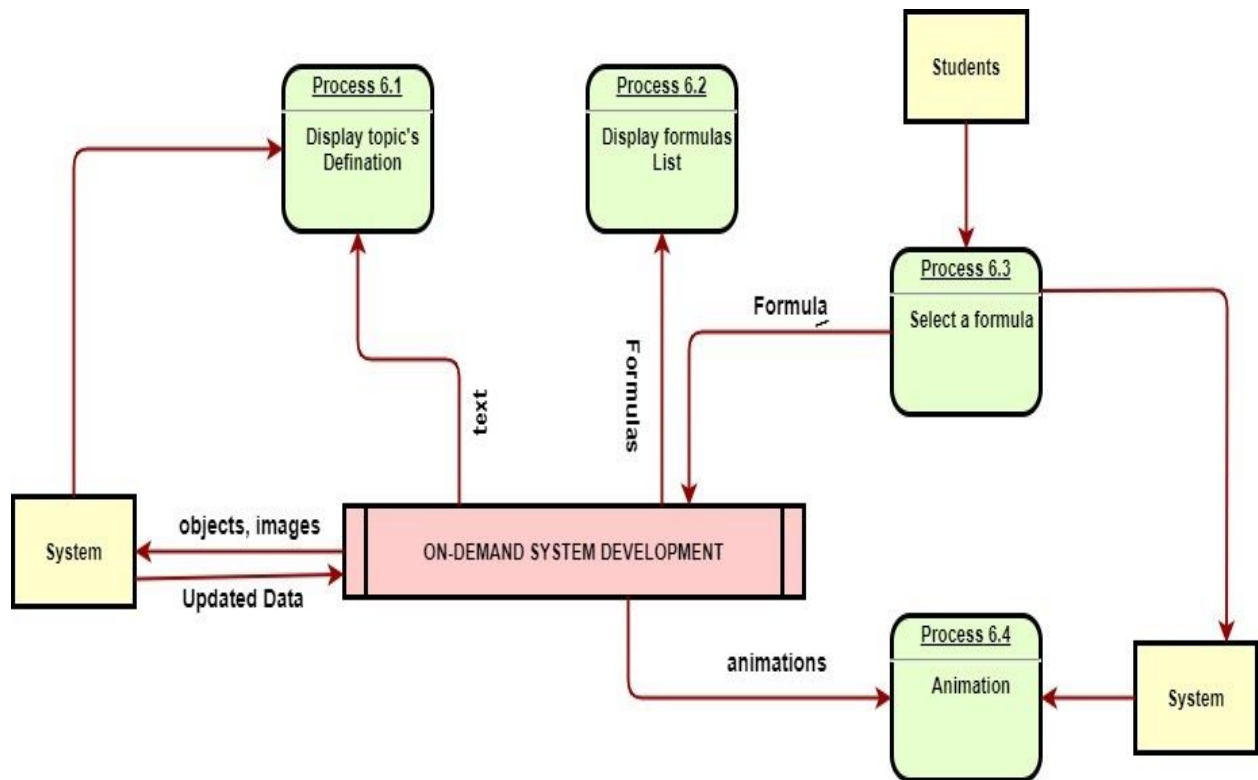 Process 6.1
Display topic's
Defination
Process 6.2
Display formulas
List
Students
Process 6.3
Select a formula
Formula
Formulas
text
System
objects, images
Updated Data
ON-DEMAND SYSTEM DEVELOPMENT
animations
Process 6.4
Animation
System